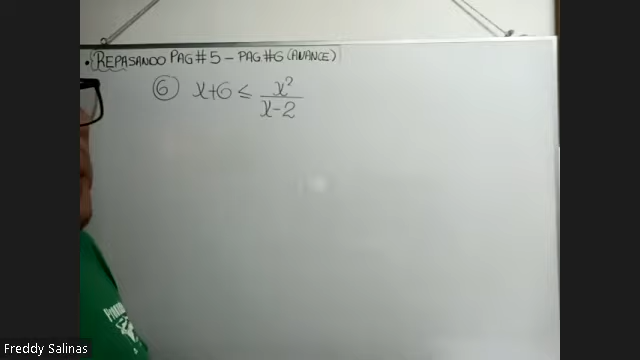 • REPASANDO PAG#5 – PAG#6 (AVANCE)
⑥ x+6 ≤ x²/(x-2)
Freddy Salinas